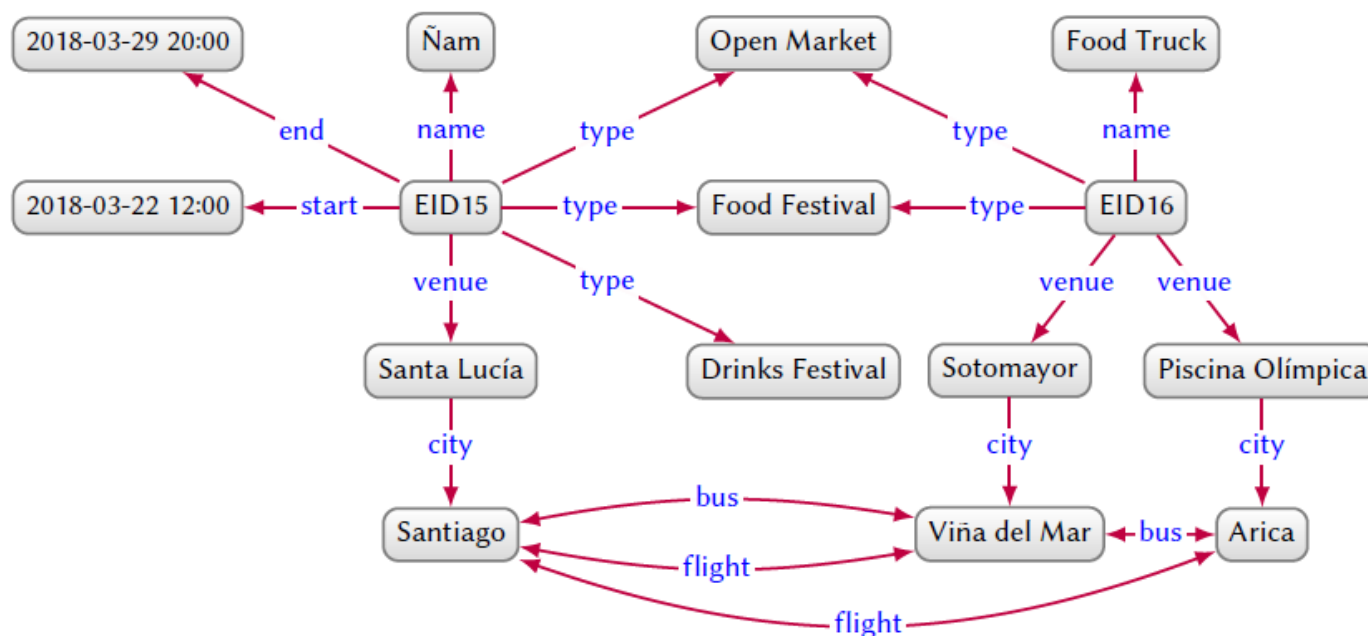 2018-03-29 20:00
Ñam
Open Market
Food Truck
end
name
type
type
name
2018-03-22 12:00
start
EID15
type
Food Festival
type
EID16
venue
type
venue
venue
Santa Lucía
Drinks Festival
Sotomayor
Piscina Olímpica
city
city
city
bus
Santiago
Viña del Mar
bus
Arica
flight
flight